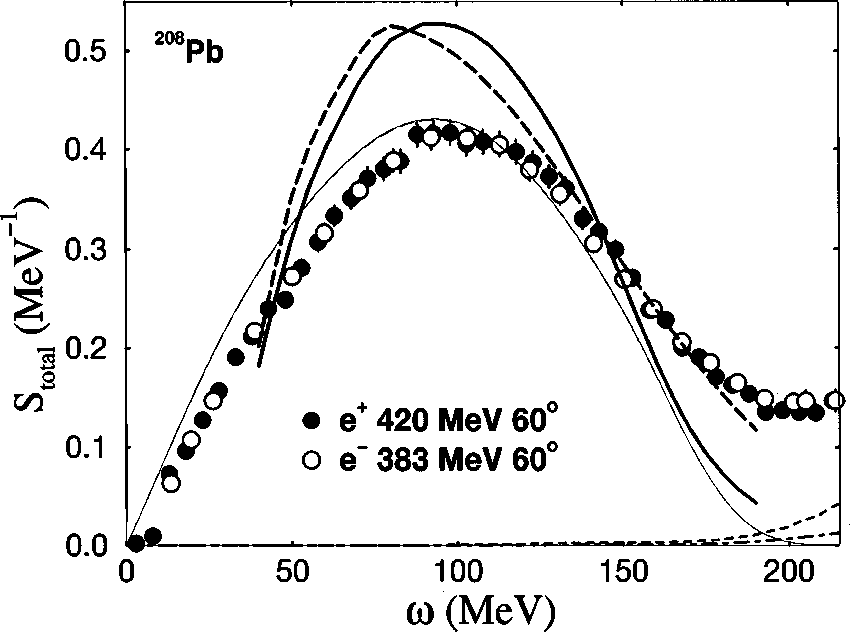 0.5
0.4
0.3
0.2
0.1
0.0
S_total (MeV⁻¹)
²⁰⁸Pb
e⁺ 420 MeV 60°
e⁻ 383 MeV 60°
0 50 100 150 200
ω (MeV)